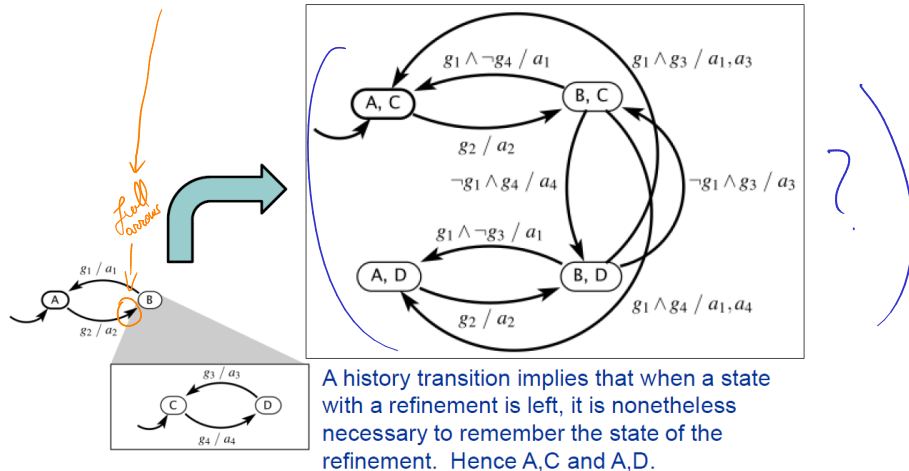 g₁ ∧ ¬g₄ / a₁
g₁ ∧ g₃ / a₁, a₃
A, C
B, C
g₂ / a₂
¬g₁ ∧ g₄ / a₄
¬g₁ ∧ g₃ / a₃
?
full
arrows
g₁ ∧ ¬g₃ / a₁
A, D
B, D
g₂ / a₂
g₁ ∧ g₄ / a₁, a₄
g₁ / a₁
A
B
g₂ / a₂
g₃ / a₃
C
D
g₄ / a₄
A history transition implies that when a state
with a refinement is left, it is nonetheless
necessary to remember the state of the
refinement. Hence A,C and A,D.